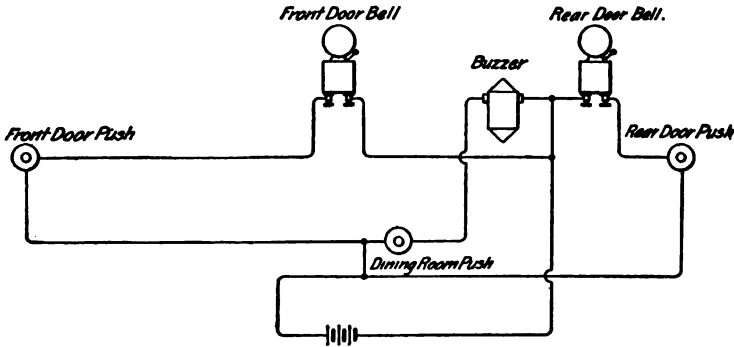 Front Door Bell
Rear Door Bell.
Buzzer
Front Door Push
Rear Door Push
Dining Room Push